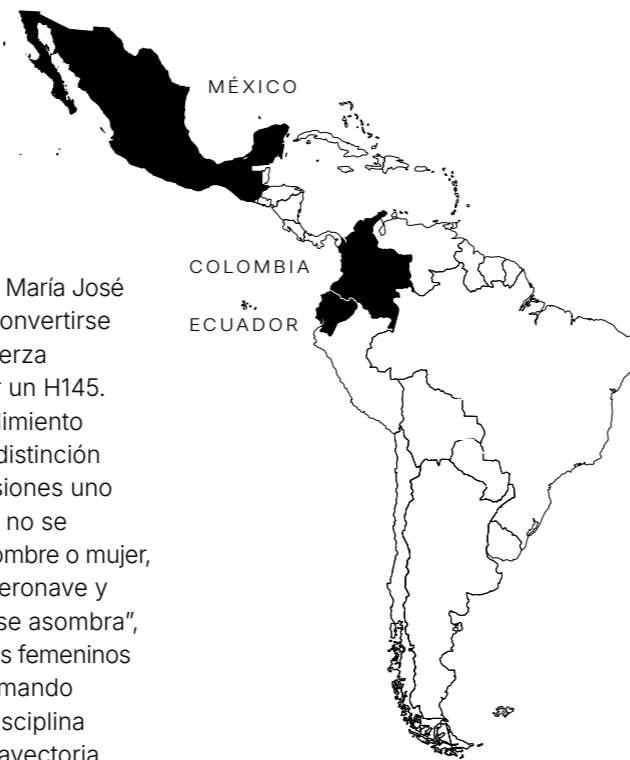 MÉXICO
COLOMBIA
ECUADOR
María José
onvertirse
erza
r un H145.
limiento
distinción
siones uno
no se
ombre o mujer,
eronave y
se asombra”,
s femeninos
mando
sciplina
ayectoria